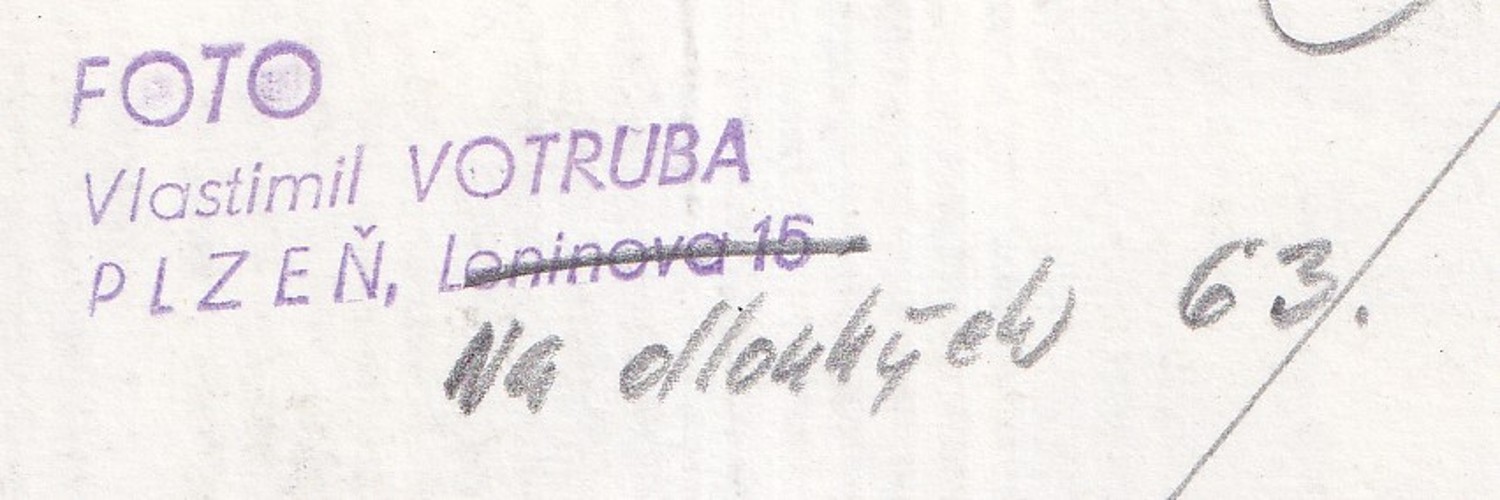 FOTO
Vlastimil VOTRUBA
PLZEŇ, Leninova 15
Na dlouhých 63.